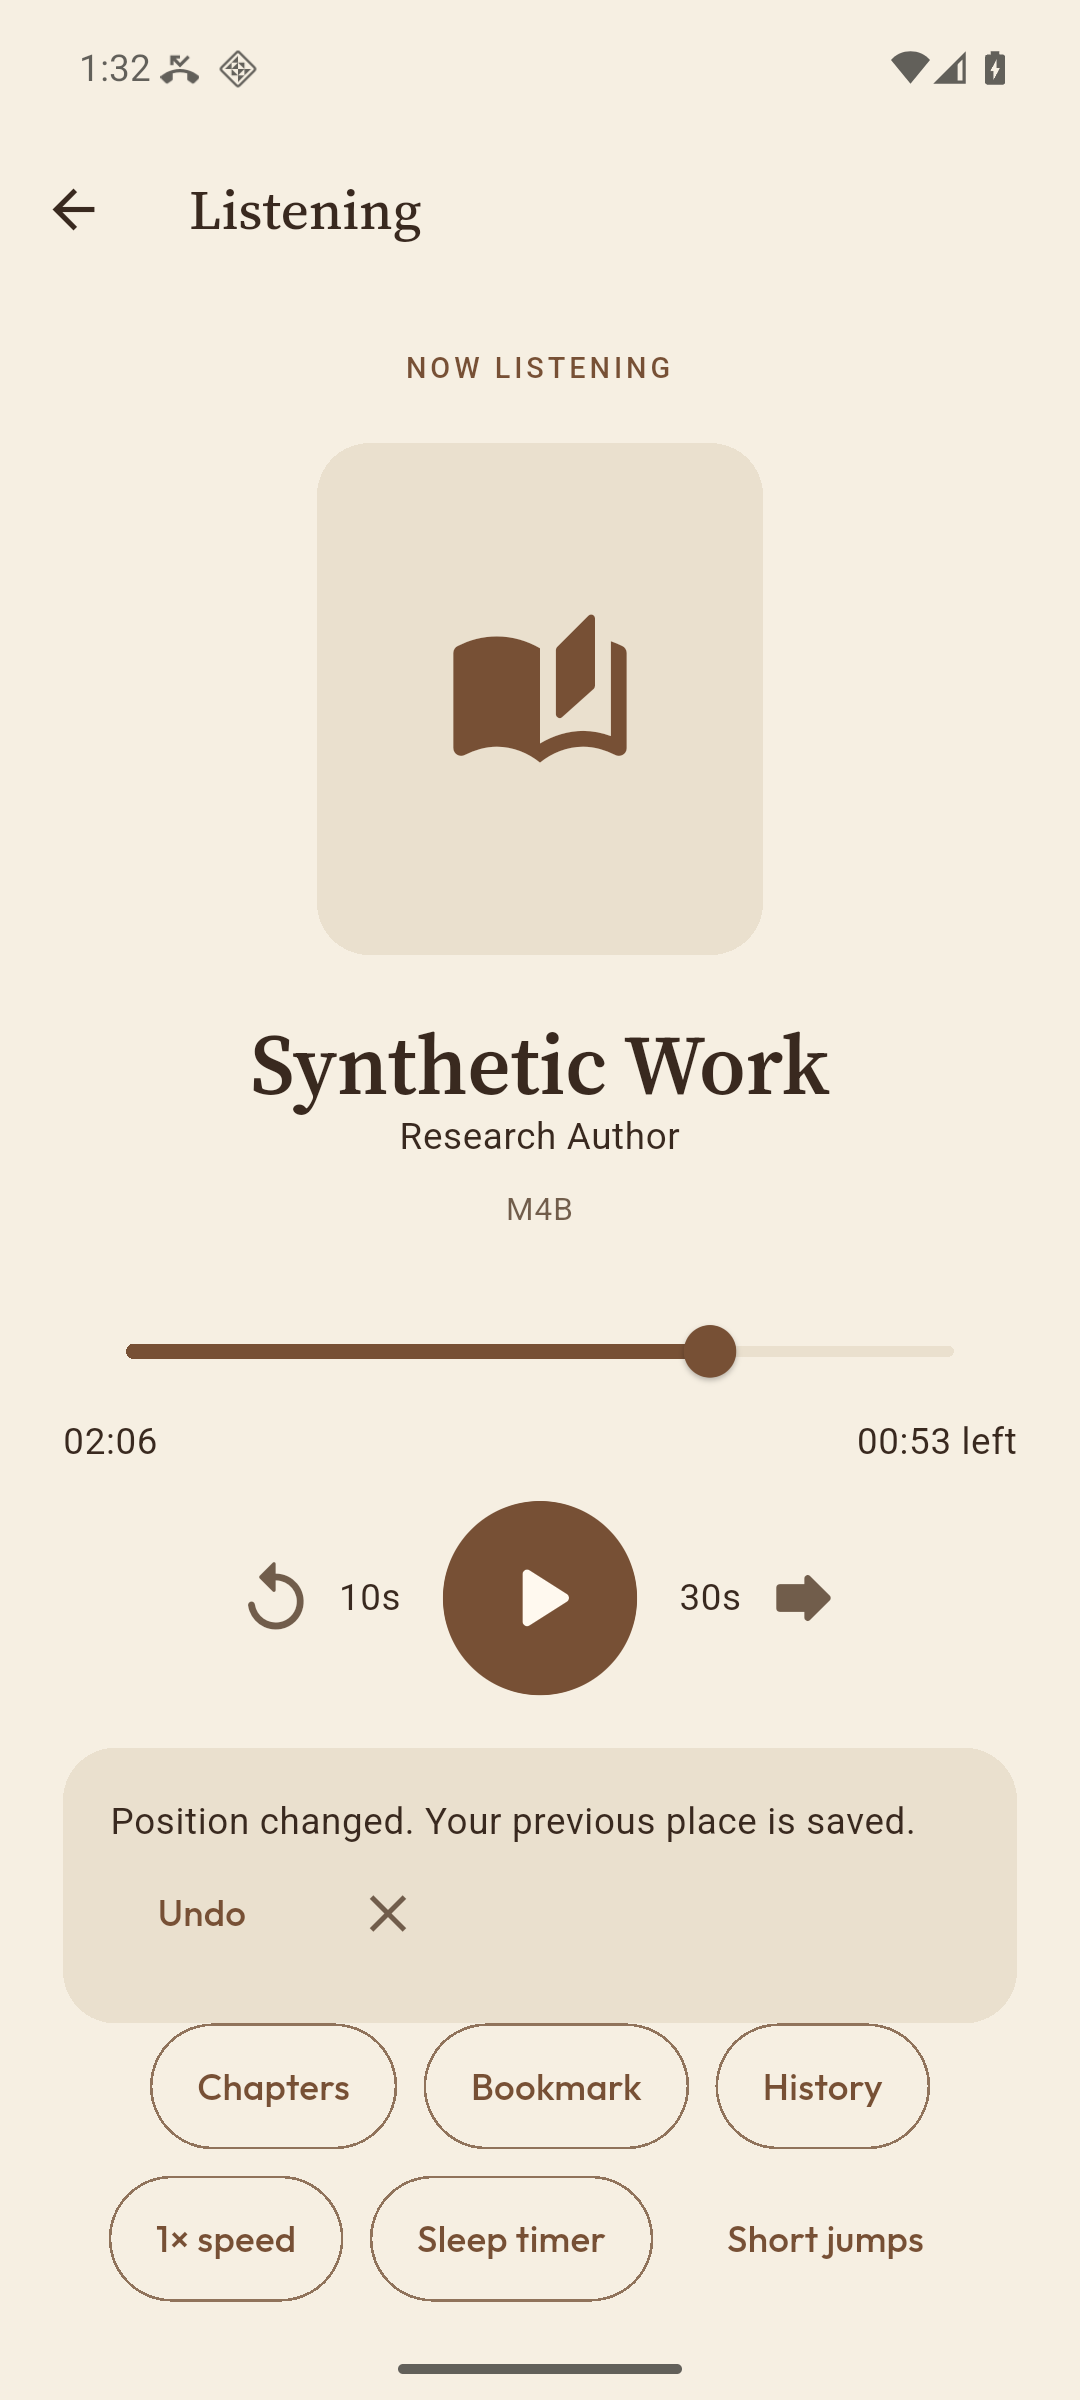 1:32
Listening
NOW LISTENING
Synthetic Work
Research Author
M4B
02:06 00:53 left
10s 30s
Position changed. Your previous place is saved.
Undo
Chapters Bookmark History
1× speed Sleep timer Short jumps